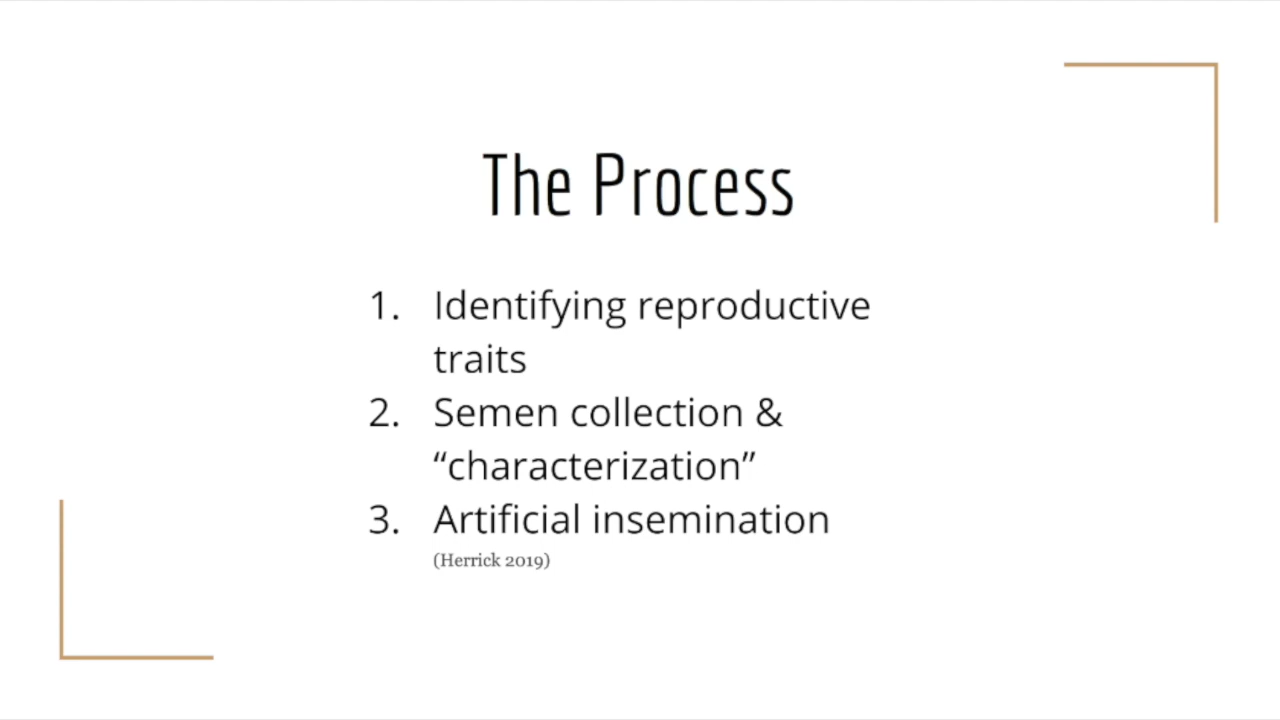 The Process
1. Identifying reproductive
traits
2. Semen collection &
“characterization”
3. Artificial insemination
(Herrick 2019)